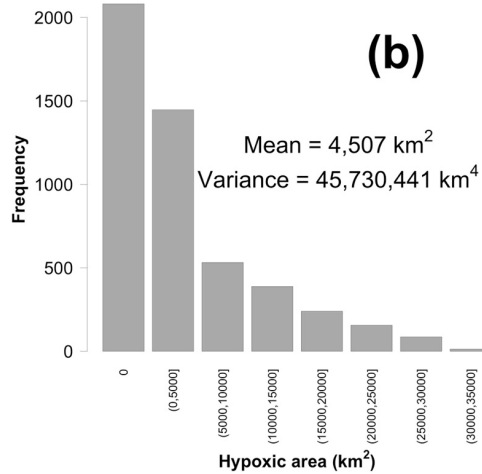 (b)
Mean = 4,507 km²
Variance = 45,730,441 km⁴
Frequency
2000
1500
1000
500
0
0
(0,5000]
(5000,10000]
(10000,15000]
(15000,20000]
(20000,25000]
(25000,30000]
(30000,35000]
Hypoxic area (km²)